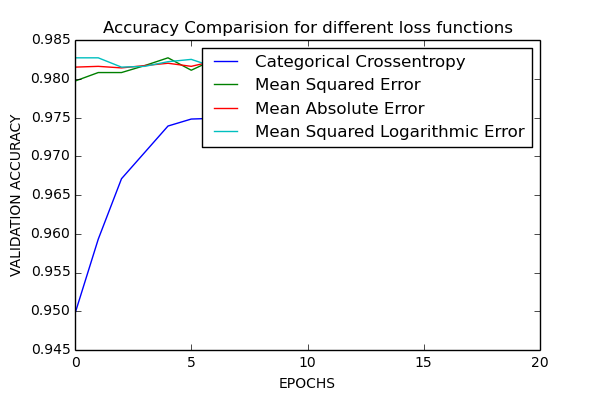 Accuracy Comparision for different loss functions
0.985
0.980
0.975
0.970
0.965
0.960
0.955
0.950
0.945
VALIDATION ACCURACY
Categorical Crossentropy
Mean Squared Error
Mean Absolute Error
Mean Squared Logarithmic Error
0 5 10 15 20
EPOCHS